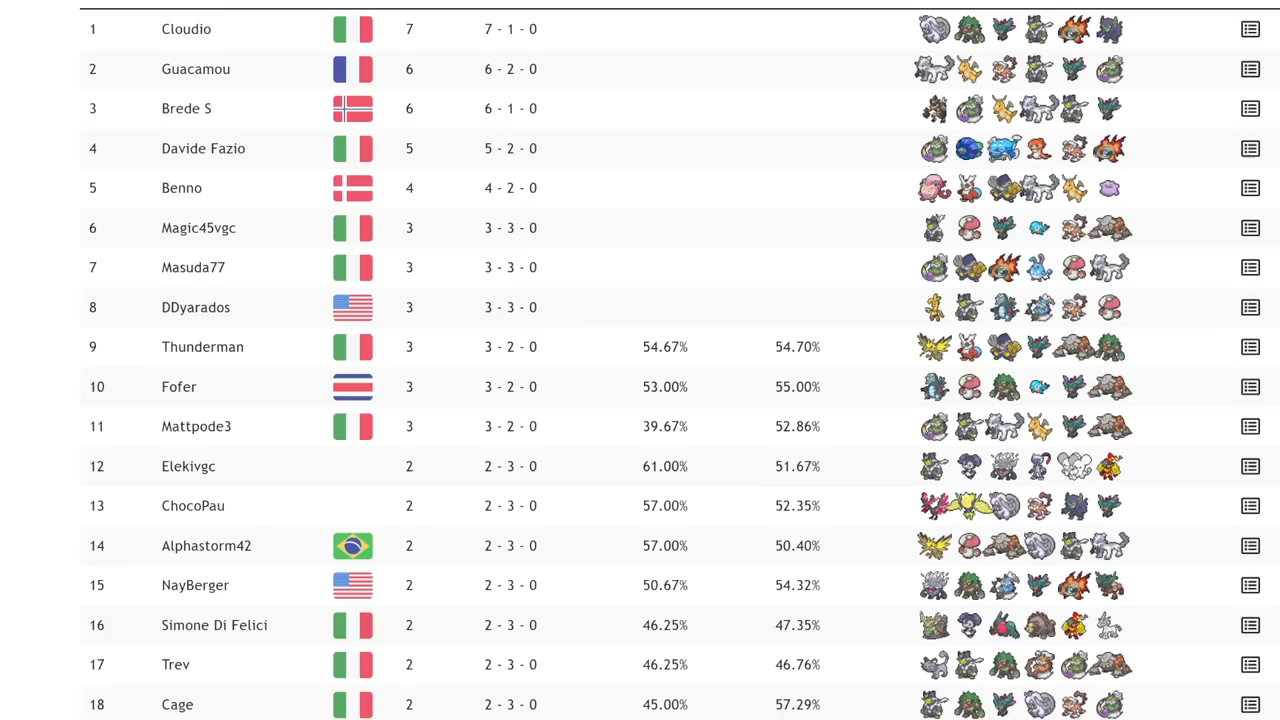 1 Cloudio 7 7 - 1 - 0
2 Guacamou 6 6 - 2 - 0
3 Brede S 6 6 - 1 - 0
4 Davide Fazio 5 5 - 2 - 0
5 Benno 4 4 - 2 - 0
6 Magic45vgc 3 3 - 3 - 0
7 Masuda77 3 3 - 3 - 0
8 DDyarados 3 3 - 3 - 0
9 Thunderman 3 3 - 2 - 0 54.67% 54.70%
10 Fofer 3 3 - 2 - 0 53.00% 55.00%
11 Mattpode3 3 3 - 2 - 0 39.67% 52.86%
12 Elekivgc 2 2 - 3 - 0 61.00% 51.67%
13 ChocoPau 2 2 - 3 - 0 57.00% 52.35%
14 Alphastorm42 2 2 - 3 - 0 57.00% 50.40%
15 NayBerger 2 2 - 3 - 0 50.67% 54.32%
16 Simone Di Felici 2 2 - 3 - 0 46.25% 47.35%
17 Trev 2 2 - 3 - 0 46.25% 46.76%
18 Cage 2 2 - 3 - 0 45.00% 57.29%